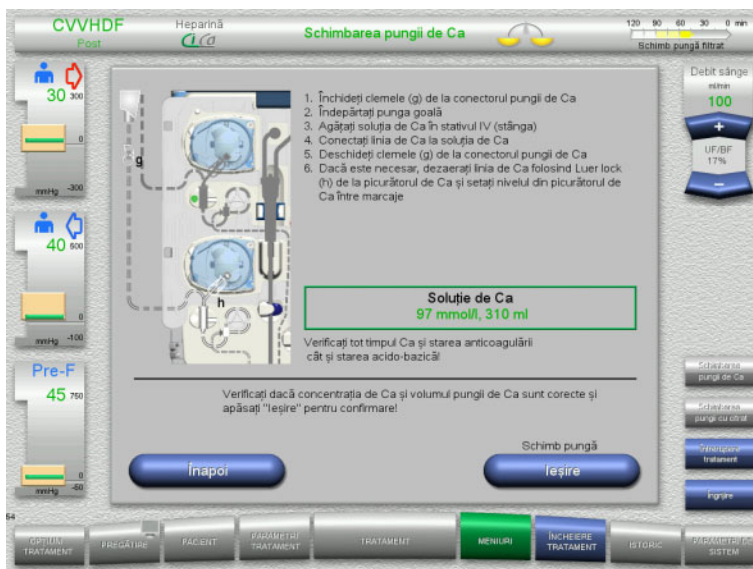 CVVHDF
Post
Heparină
CiCa
Schimbarea pungii de Ca
120 90 60 30 0 min
Schimb pungă filtrat
30 300
0
mmHg -300
40 500
0
mmHg -100
Pre-F
45 750
0
mmHg -50
g
h
1. Închideți clemele (g) de la conectorul pungii de Ca
2. Îndepărtați punga goală
3. Agățați soluția de Ca în stativul IV (stânga)
4. Conectați linia de Ca la soluția de Ca
5. Deschideți clemele (g) de la conectorul pungii de Ca
6. Dacă este necesar, dezaerați linia de Ca folosind Luer lock
(h) de la picurătorul de Ca și setați nivelul din picurătorul de
Ca între marcaje
Soluție de Ca
97 mmol/l, 310 ml
Verificați tot timpul Ca și starea anticoagulării
cât și starea acido-bazică!
Verificați dacă concentrația de Ca și volumul pungii de Ca sunt corecte și
apăsați "Ieșire" pentru confirmare!
Înapoi
Schimb pungă
Ieșire
Debit sânge
ml/min
100
+
UF/BF
17%
−
Schimbarea
pungii de Ca
Schimbarea
pungii cu citrat
Întrerupere
tratament
Îngrijire
54
OPȚIUNI
TRATAMENT
PREGĂTIRE
PACIENT
PARAMETRI
TRATAMENT
TRATAMENT
MENIURI
ÎNCHEIERE
TRATAMENT
ISTORIC
PARAMETRI DE
SISTEM